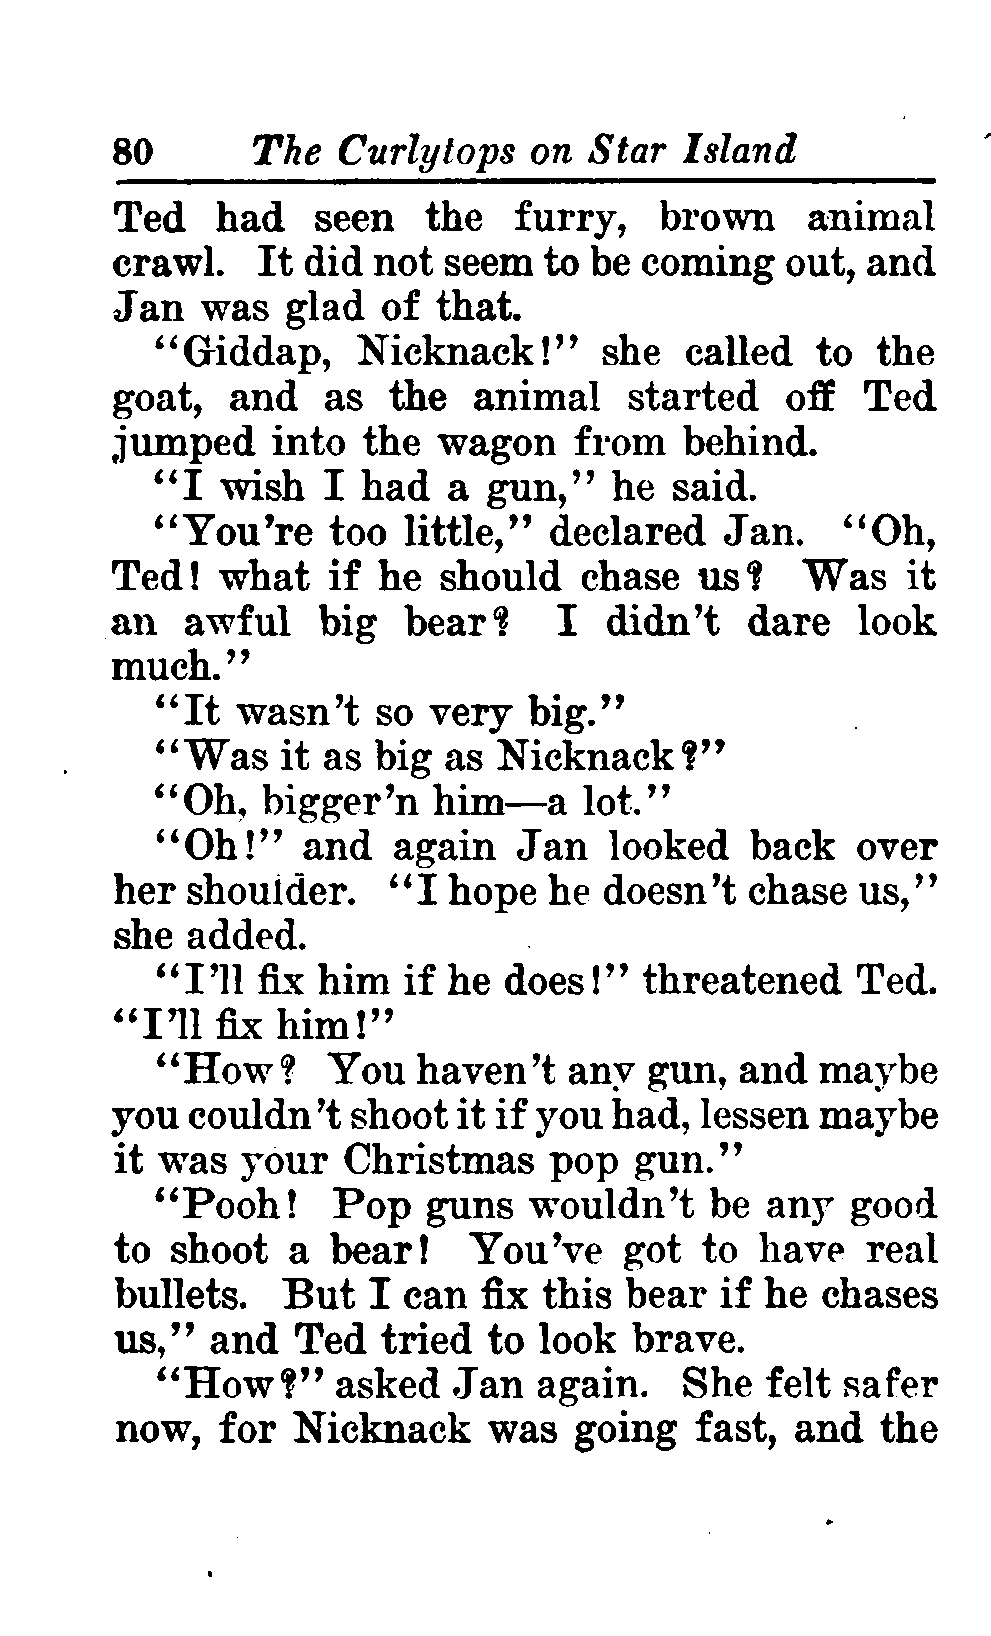 80 The Curlytops on Star Island
Ted had seen the furry, brown animal
crawl. It did not seem to be coming out, and
Jan was glad of that.
"Giddap, Nicknack!" she called to the
goat, and as the animal started off Ted
jumped into the wagon from behind.
"I wish I had a gun," he said.
"You're too little," declared Jan. "Oh,
Ted! what if he should chase us? Was it
an awful big bear? I didn't dare look
much."
"It wasn't so very big."
"Was it as big as Nicknack?"
"Oh, bigger'n him—a lot."
"Oh!" and again Jan looked back over
her shoulder. "I hope he doesn't chase us,"
she added.
"I'll fix him if he does!" threatened Ted.
"I'll fix him!"
"How? You haven't any gun, and maybe
you couldn't shoot it if you had, lessen maybe
it was your Christmas pop gun."
"Pooh! Pop guns wouldn't be any good
to shoot a bear! You've got to have real
bullets. But I can fix this bear if he chases
us," and Ted tried to look brave.
"How?" asked Jan again. She felt safer
now, for Nicknack was going fast, and the